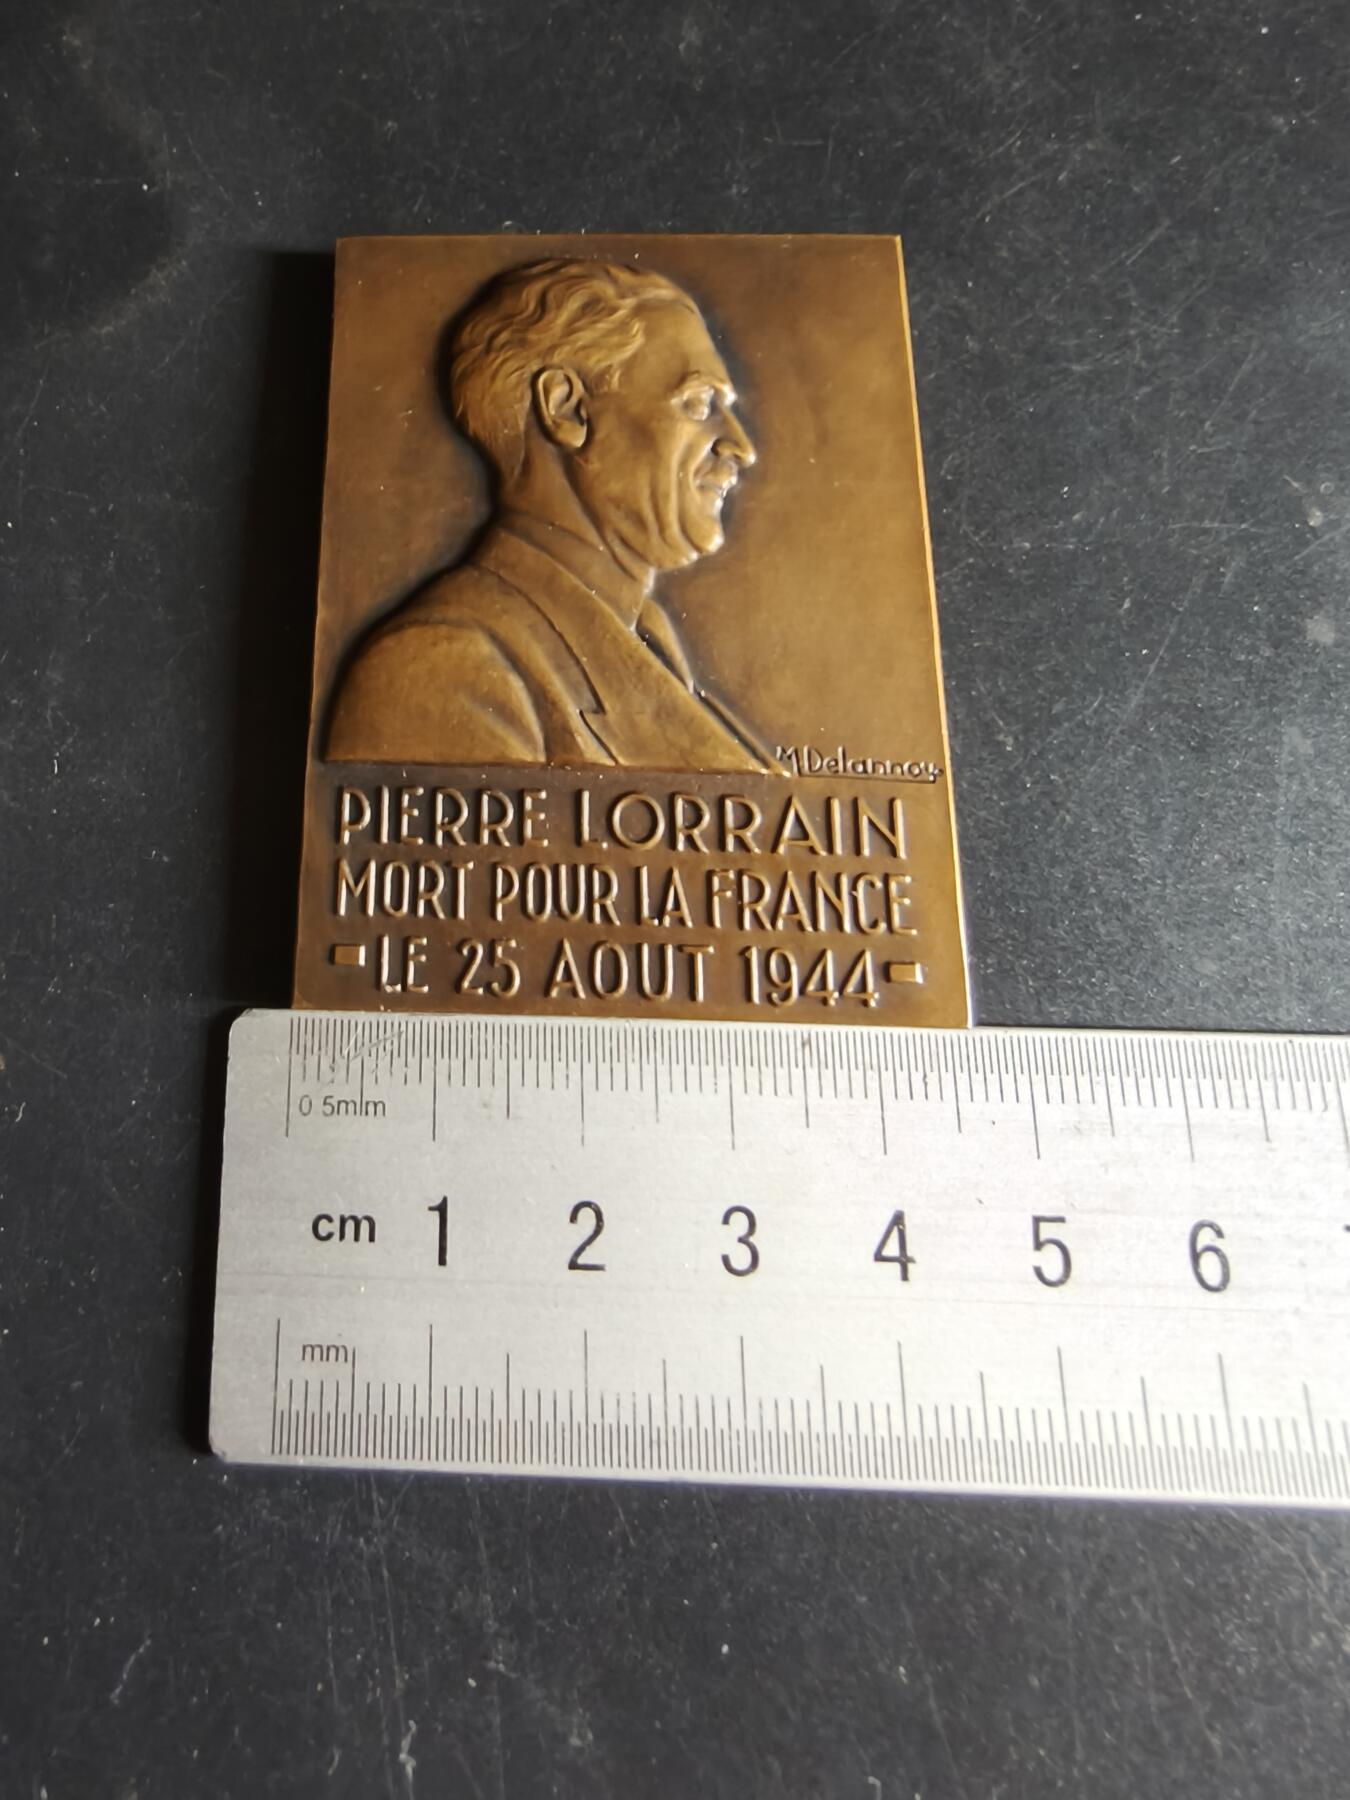 M Delannoy
PIERRE LORRAIN
MORT POUR LA FRANCE
- LE 25 AOUT 1944 -
0 5mm
cm 1 2 3 4 5 6
mm